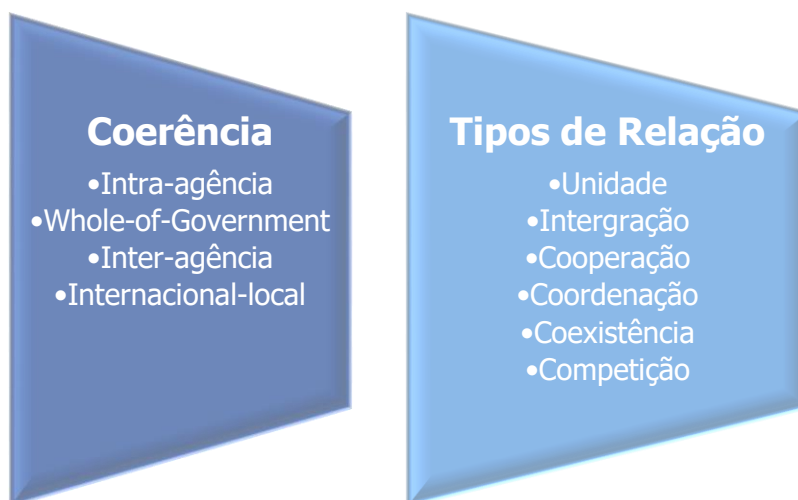 Coerência
•Intra-agência
•Whole-of-Government
•Inter-agência
•Internacional-local
Tipos de Relação
•Unidade
•Intergração
•Cooperação
•Coordenação
•Coexistência
•Competição